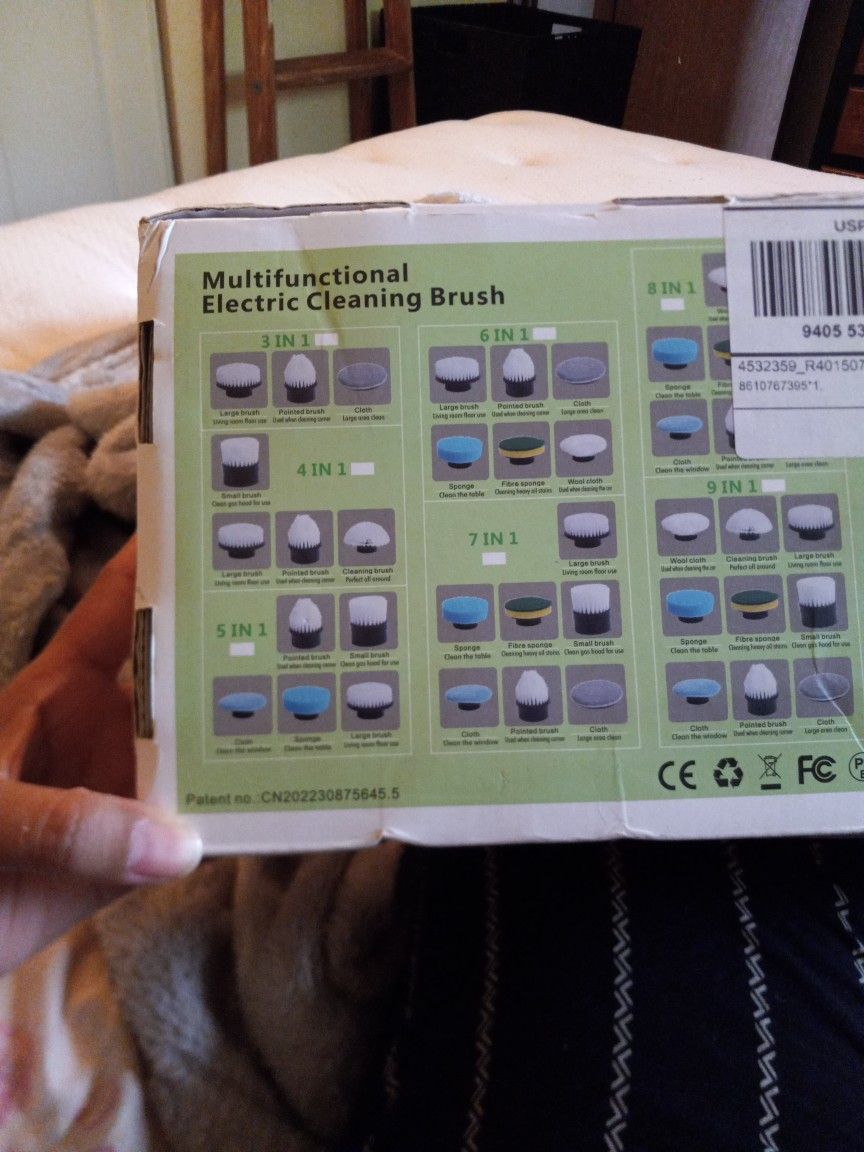 Multifunctional
Electric Cleaning Brush
3 IN 1
Large brush
Living room floor use
Pointed brush
Used when cleaning corner
Cloth
Large area clean
4 IN 1
Small brush
Clean gas hood for use
Large brush
Living room floor use
Pointed brush
Used when cleaning corner
Cleaning brush
Perfect all around
5 IN 1
Pointed brush
Used when cleaning corner
Small brush
Clean gas hood for use
Cloth
Clean the window
Sponge
Clean the table
Large brush
Living room floor use
Patent no.:CN202230875645.5
6 IN 1
Large brush
Living room floor use
Pointed brush
Used when cleaning corner
Cloth
Large area clean
Sponge
Clean the table
Fibre sponge
Cleaning heavy oil stains
Wool cloth
Used when cleaning the car
7 IN 1
Large brush
Living room floor use
Sponge
Clean the table
Fibre sponge
Cleaning heavy oil stains
Small brush
Clean gas hood for use
Cloth
Clean the window
Pointed brush
Used when cleaning corner
Cloth
Large area clean
8 IN 1
Sponge
Clean the table
Cloth
Clean the window
Used when cleaning corner
Large area clean
9 IN 1
Wool cloth
Used when cleaning the car
Cleaning brush
Perfect all around
Large brush
Living room floor use
Sponge
Clean the table
Fibre sponge
Cleaning heavy oil stains
Small brush
Clean gas hood for use
Cloth
Clean the window
Pointed brush
Used when cleaning corner
Cloth
Large area clean
CE
FC
USP
9405 53
4532359_R401507
8610767395*1